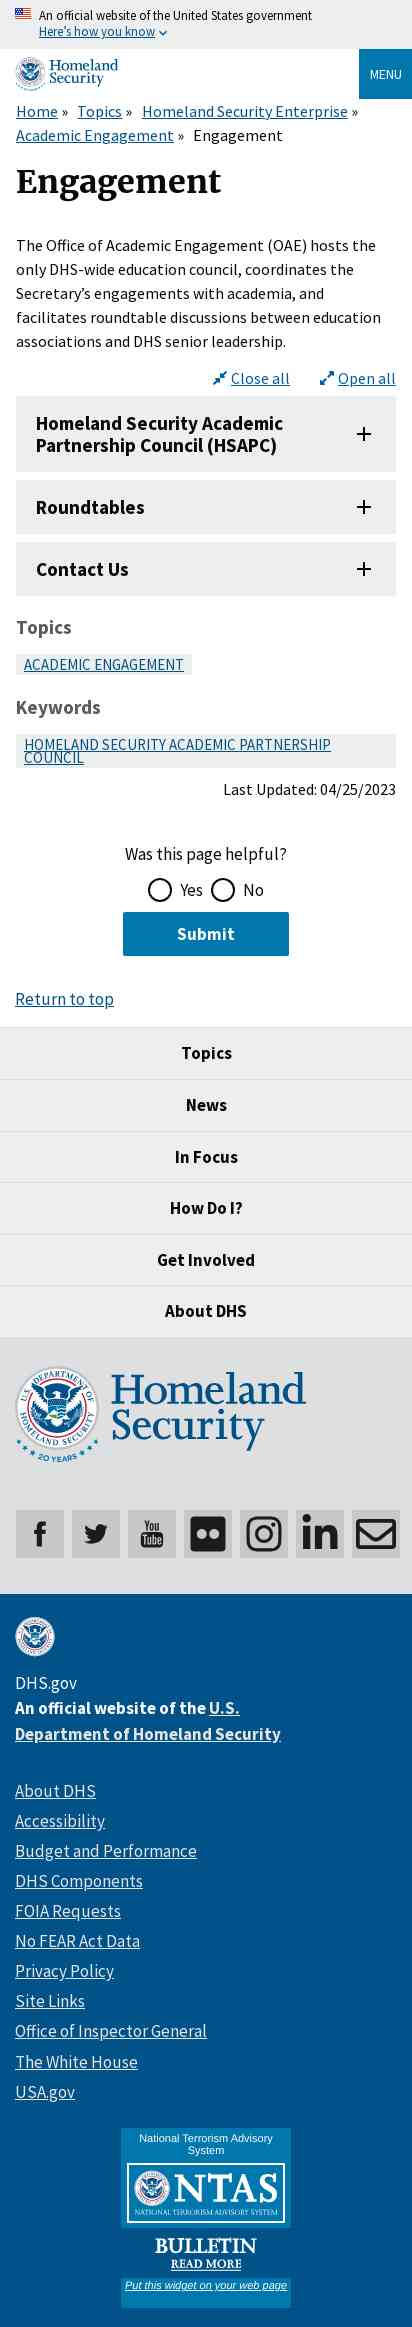 An official website of the United States government
Here's how you know
Homeland
Security
MENU
Home » Topics » Homeland Security Enterprise »
Academic Engagement » Engagement
Engagement
The Office of Academic Engagement (OAE) hosts the
only DHS-wide education council, coordinates the
Secretary's engagements with academia, and
facilitates roundtable discussions between education
associations and DHS senior leadership.
Close all Open all
Homeland Security Academic
Partnership Council (HSAPC)
Roundtables
Contact Us
Topics
ACADEMIC ENGAGEMENT
Keywords
HOMELAND SECURITY ACADEMIC PARTNERSHIP
COUNCIL
Last Updated: 04/25/2023
Was this page helpful?
Yes No
Submit
Return to top
Topics
News
In Focus
How Do I?
Get Involved
About DHS
U.S. DEPARTMENT OF
HOMELAND SECURITY
20 YEARS
Homeland
Security
You
Tube
in
DHS.gov
An official website of the U.S.
Department of Homeland Security
About DHS
Accessibility
Budget and Performance
DHS Components
FOIA Requests
No FEAR Act Data
Privacy Policy
Site Links
Office of Inspector General
The White House
USA.gov
National Terrorism Advisory
System
NTAS
NATIONAL TERRORISM ADVISORY SYSTEM
BULLETIN
READ MORE
Put this widget on your web page